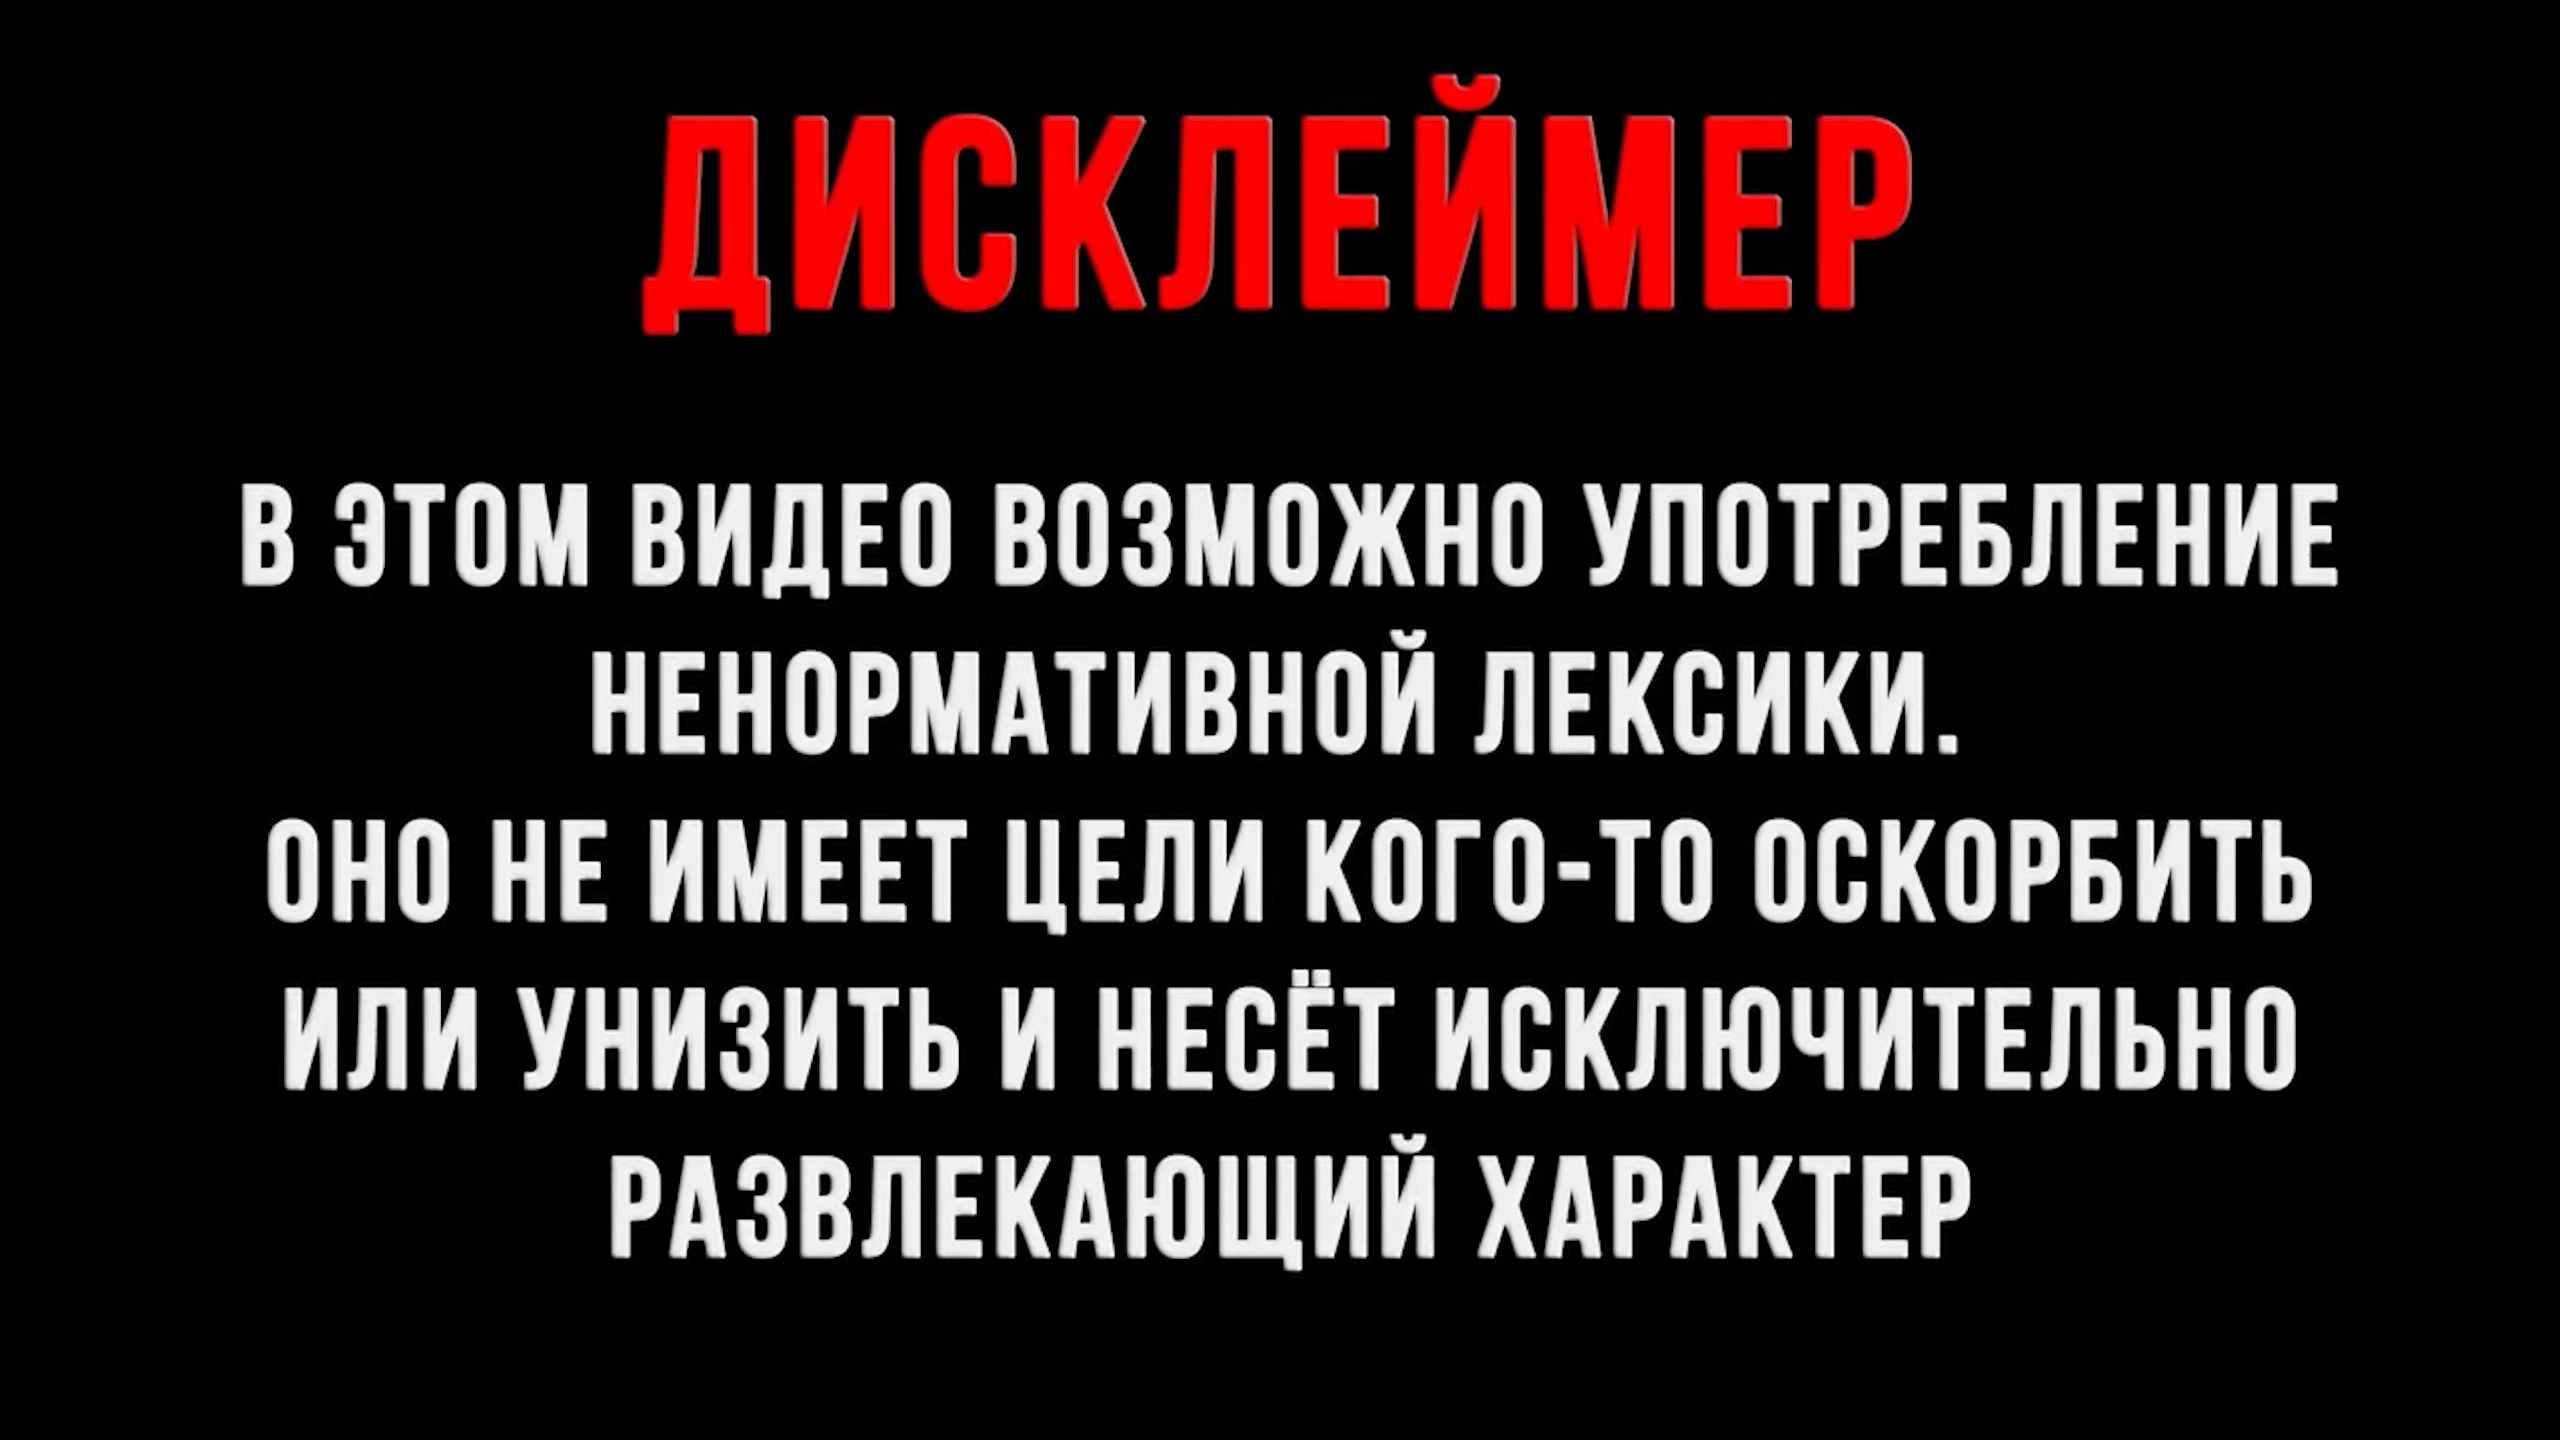 ДИСКЛЕЙМЕР
В ЭТОМ ВИДЕО ВОЗМОЖНО УПОТРЕБЛЕНИЕ
НЕНОРМАТИВНОЙ ЛЕКСИКИ.
ОНО НЕ ИМЕЕТ ЦЕЛИ КОГО-ТО ОСКОРБИТЬ
ИЛИ УНИЗИТЬ И НЕСЁТ ИСКЛЮЧИТЕЛЬНО
РАЗВЛЕКАЮЩИЙ ХАРАКТЕР